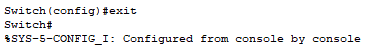 Switch(config)#exit
Switch#
%SYS-5-CONFIG_I: Configured from console by console